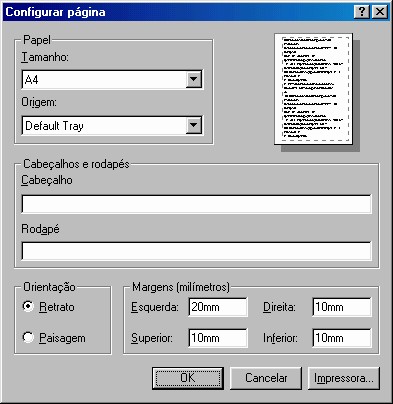 Configurar página
Papel
Tamanho:
A4
Origem:
Default Tray
Cabeçalhos e rodapés
Cabeçalho
Rodapé
Orientação
Retrato
Paisagem
Margens (milímetros)
Esquerda: 20mm Direita: 10mm
Superior: 10mm Inferior: 10mm
OK Cancelar Impressora...